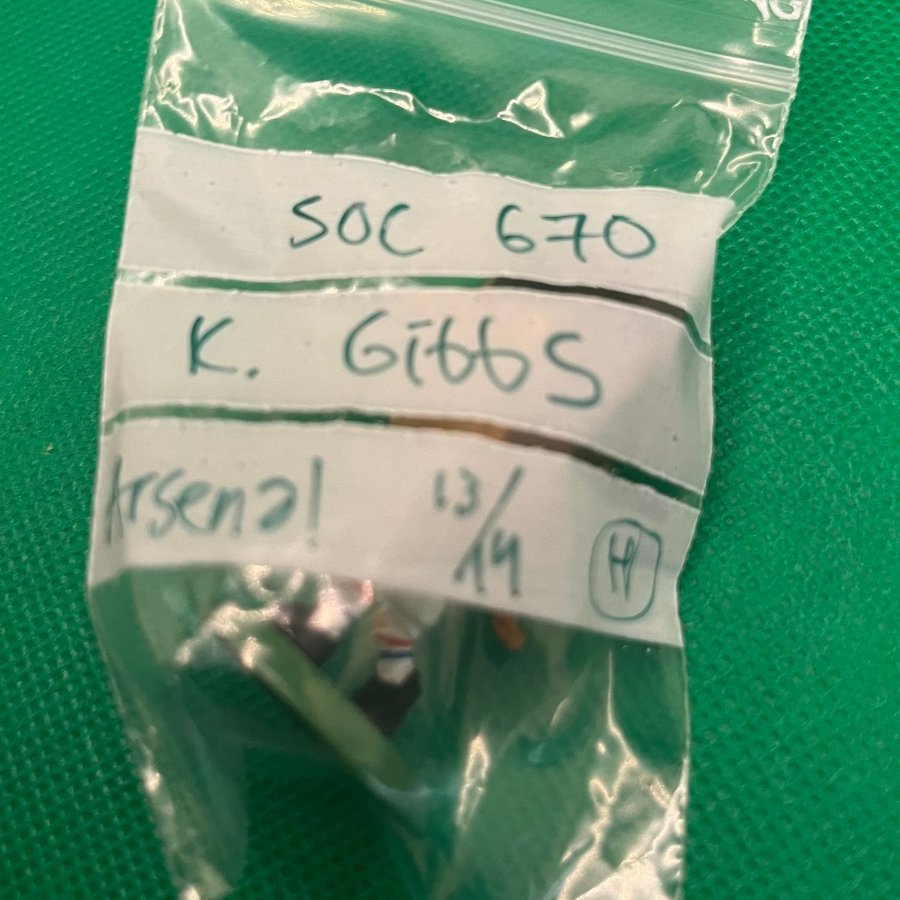 SOC 670
K. Gibbs
Arsenal 13/14 H